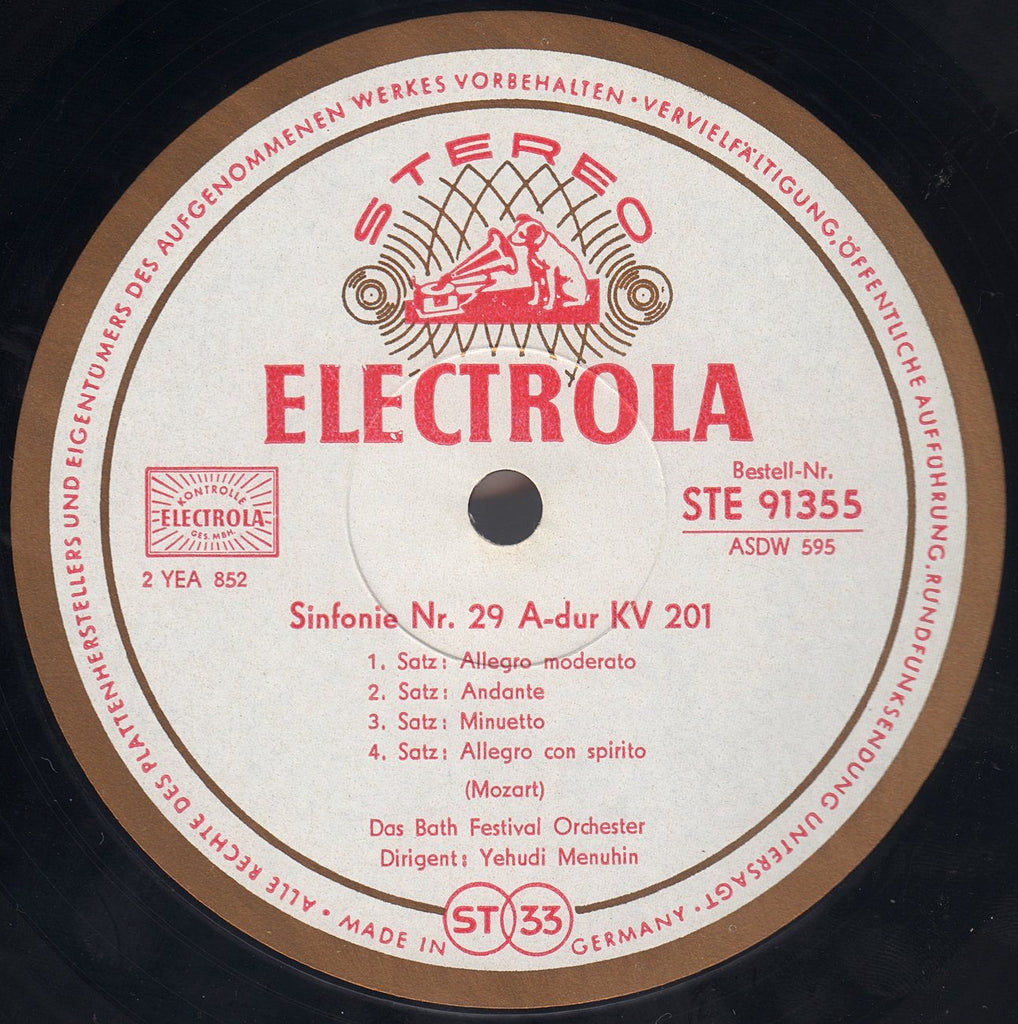 ALLE RECHTE DES PLATTENHERSTELLERS UND EIGENTÜMERS DES AUFGENOMMENEN WERKES VORBEHALTEN · VERVIELFÄLTIGUNG, ÖFFENTLICHE AUFFÜHRUNG, RUNDFUNKSENDUNG UNTERSAGT ·
STEREO
ELECTROLA
KONTROLLE
ELECTROLA
GES. MBH.
2 YEA 852
Bestell-Nr.
STE 91355
ASDW 595
Sinfonie Nr. 29 A-dur KV 201
1. Satz: Allegro moderato
2. Satz: Andante
3. Satz: Minuetto
4. Satz: Allegro con spirito
(Mozart)
Das Bath Festival Orchester
Dirigent: Yehudi Menuhin
ST 33
· MADE IN GERMANY ·